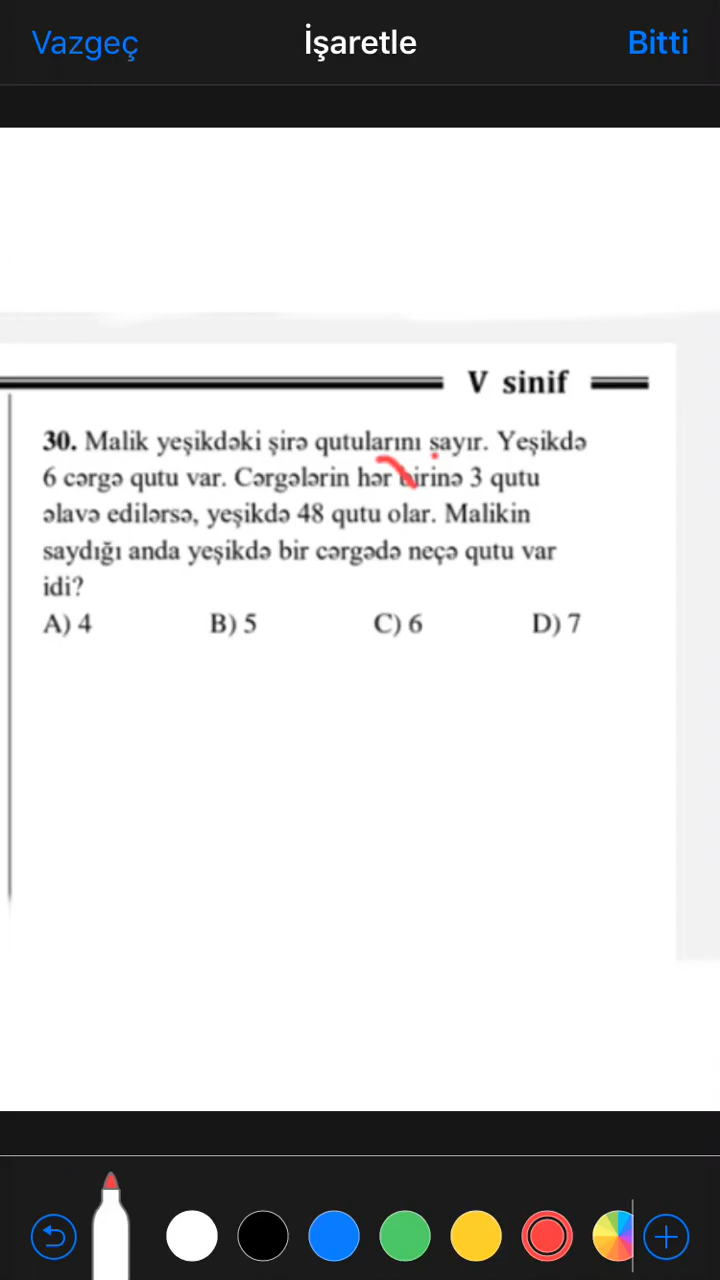 Vazgeç İşaretle Bitti
V sinif
30. Malik yeşikdəki şirə qutularını sayır. Yeşikdə
6 cərgə qutu var. Cərgələrin hər birinə 3 qutu
əlavə edilərsə, yeşikdə 48 qutu olar. Malikin
saydığı anda yeşikdə bir cərgədə neçə qutu var
idi?
A) 4 B) 5 C) 6 D) 7